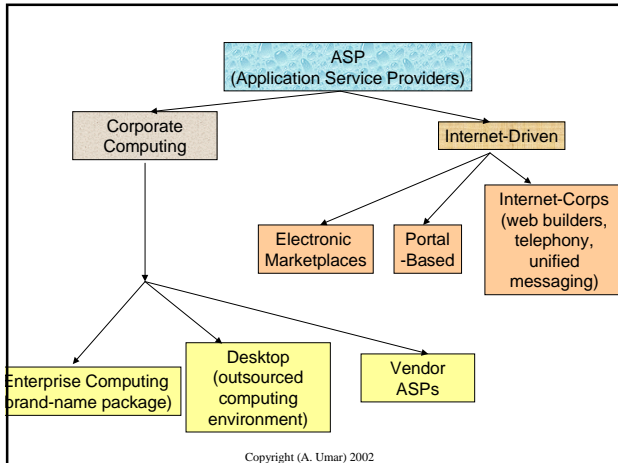 ASP
(Application Service Providers)
Corporate
Computing
Internet-Driven
Electronic
Marketplaces
Portal
-Based
Internet-Corps
(web builders,
telephony,
unified
messaging)
Enterprise Computing
brand-name package)
Desktop
(outsourced
computing
environment)
Vendor
ASPs
Copyright (A. Umar) 2002